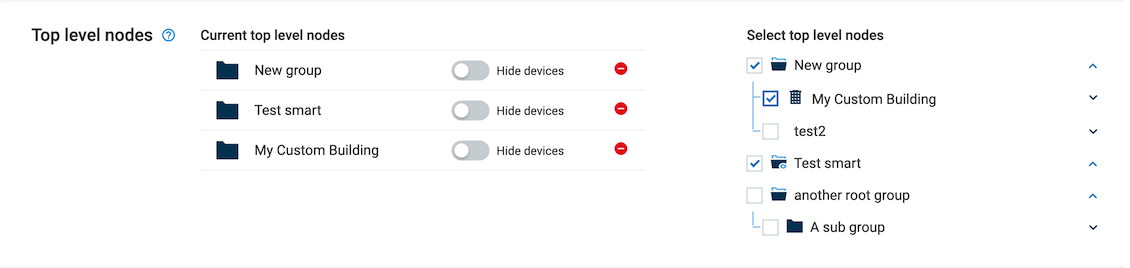 Top level nodes
Current top level nodes
New group Hide devices
Test smart Hide devices
My Custom Building Hide devices
Select top level nodes
New group
My Custom Building
test2
Test smart
another root group
A sub group